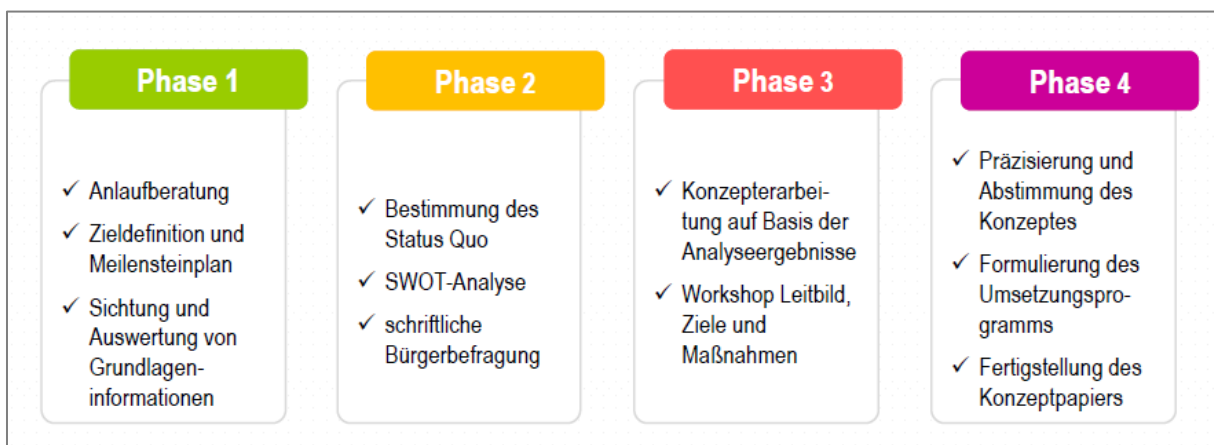 Phase 1
✓ Anlaufberatung
✓ Zieldefinition und
Meilensteinplan
✓ Sichtung und
Auswertung von
Grundlagen-
informationen
Phase 2
✓ Bestimmung des
Status Quo
✓ SWOT-Analyse
✓ schriftliche
Bürgerbefragung
Phase 3
✓ Konzepterarbei-
tung auf Basis der
Analyseergebnisse
✓ Workshop Leitbild,
Ziele und
Maßnahmen
Phase 4
✓ Präzisierung und
Abstimmung des
Konzeptes
✓ Formulierung des
Umsetzungspro-
gramms
✓ Fertigstellung des
Konzeptpapiers